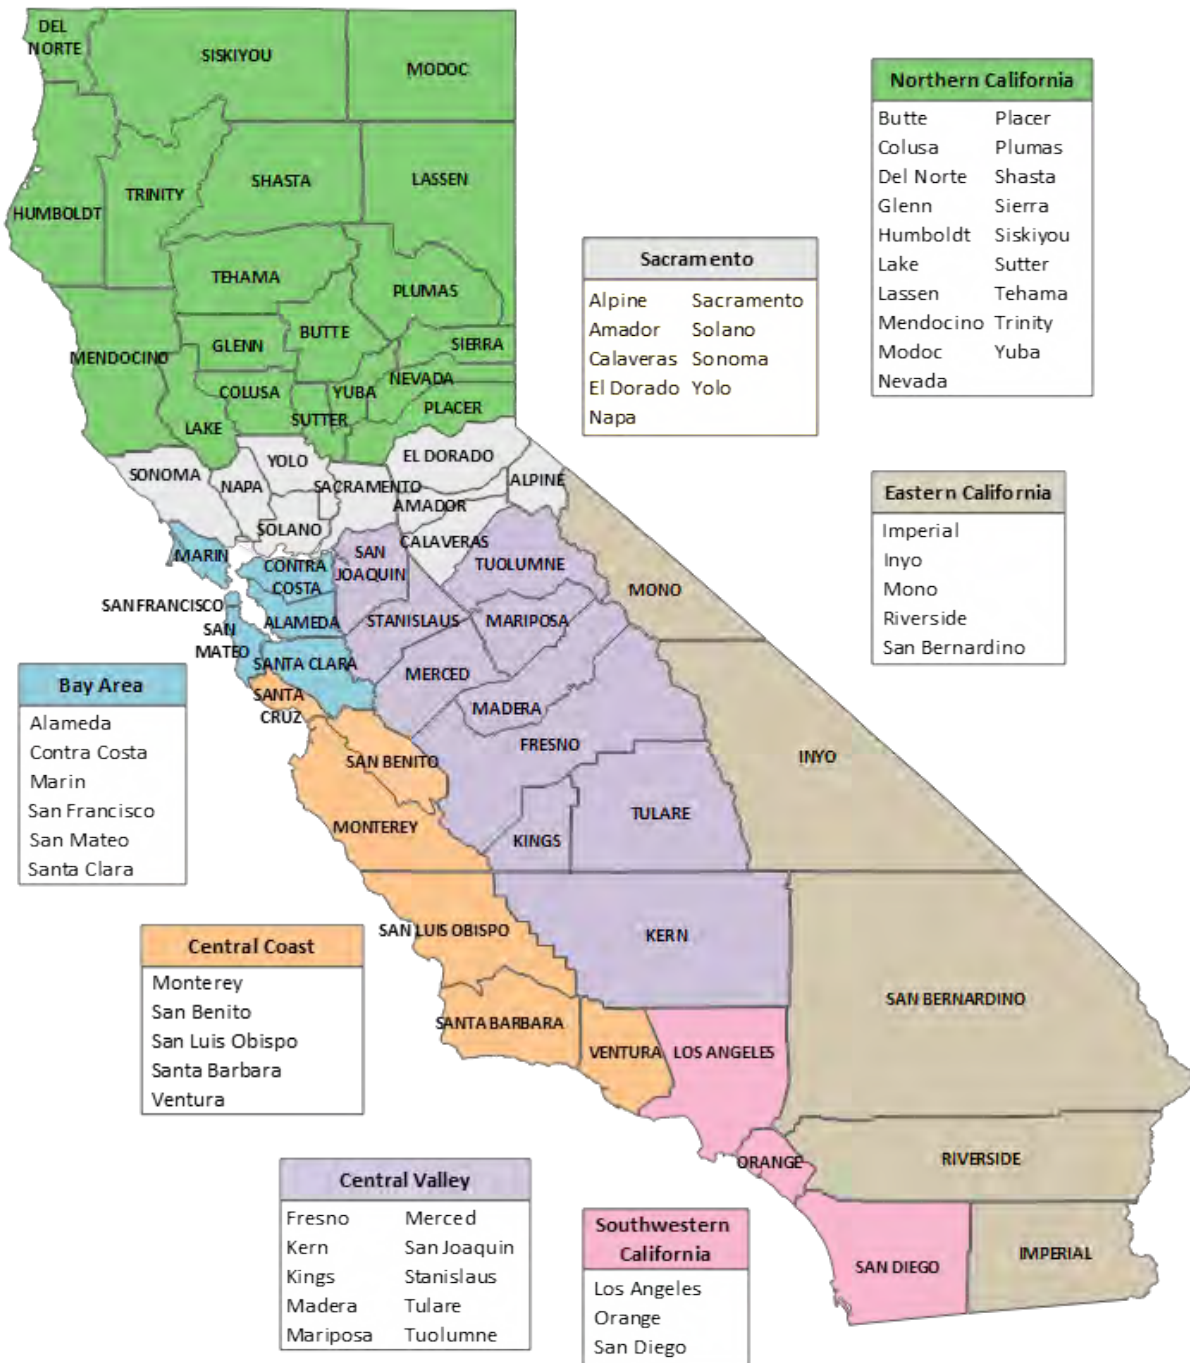 DEL
NORTE
SISKIYOU
MODOC
HUMBOLDT
TRINITY
SHASTA
LASSEN
TEHAMA
PLUMAS
MENDOCINO
GLENN
BUTTE
SIERRA
COLUSA
YUBA
NEVADA
LAKE
SUTTER
PLACER
SONOMA
NAPA
YOLO
SACRAMENTO
EL DORADO
ALPINE
SOLANO
AMADOR
CALAVERAS
MARIN
CONTRA
COSTA
SAN
JOAQUIN
TUOLUMNE
MONO
SAN FRANCISCO
ALAMEDA
STANISLAUS
MARIPOSA
SAN
MATEO
SANTA CLARA
MERCED
SANTA
CRUZ
MADERA
FRESNO
INYO
SAN BENITO
MONTEREY
KINGS
TULARE
SAN LUIS OBISPO
KERN
SAN BERNARDINO
SANTA BARBARA
VENTURA
LOS ANGELES
ORANGE
RIVERSIDE
SAN DIEGO
IMPERIAL
Northern California
Butte Placer
Colusa Plumas
Del Norte Shasta
Glenn Sierra
Humboldt Siskiyou
Lake Sutter
Lassen Tehama
Mendocino Trinity
Modoc Yuba
Nevada
Sacramento
Alpine Sacramento
Amador Solano
Calaveras Sonoma
El Dorado Yolo
Napa
Eastern California
Imperial
Inyo
Mono
Riverside
San Bernardino
Bay Area
Alameda
Contra Costa
Marin
San Francisco
San Mateo
Santa Clara
Central Coast
Monterey
San Benito
San Luis Obispo
Santa Barbara
Ventura
Central Valley
Fresno Merced
Kern San Joaquin
Kings Stanislaus
Madera Tulare
Mariposa Tuolumne
Southwestern
California
Los Angeles
Orange
San Diego